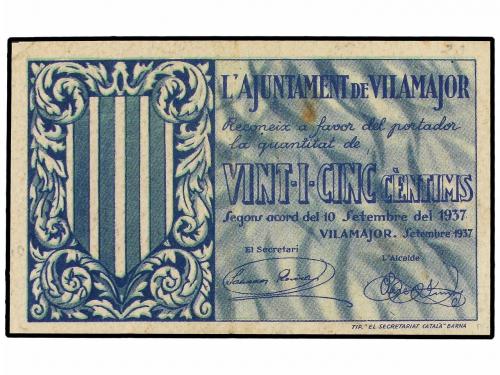 L'AJUNTAMENT DE VILAMAJOR
Reconeix a favor del portador
la quantitat de
VINT-I-CINC CÈNTIMS
Segons acord del 10 Setembre del 1937
VILAMAJOR, Setembre 1937
El Secretari
L'Alcalde
TIP. "EL SECRETARIAT CATALÀ" BARNA